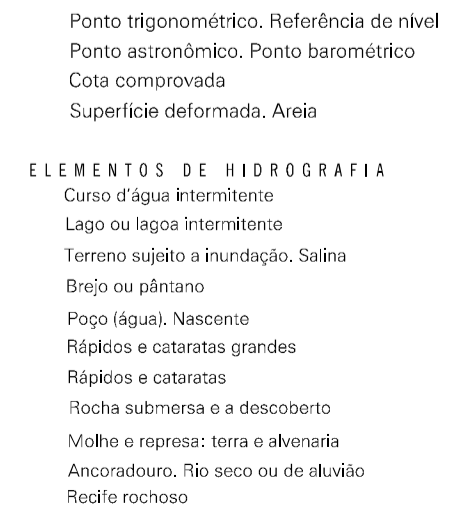 Ponto trigonométrico. Referência de nível
Ponto astronômico. Ponto barométrico
Cota comprovada
Superfície deformada. Areia
ELEMENTOS DE HIDROGRAFIA
Curso d'água intermitente
Lago ou lagoa intermitente
Terreno sujeito a inundação. Salina
Brejo ou pântano
Poço (água). Nascente
Rápidos e cataratas grandes
Rápidos e cataratas
Rocha submersa e a descoberto
Molhe e represa: terra e alvenaria
Ancoradouro. Rio seco ou de aluvião
Recife rochoso